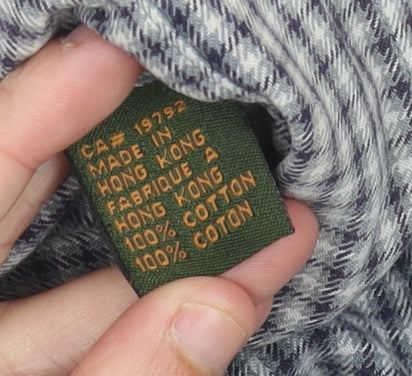 CA# 19792
MADE IN
HONG KONG
FABRIQUE A
HONG KONG
100% COTTON
100% COTON